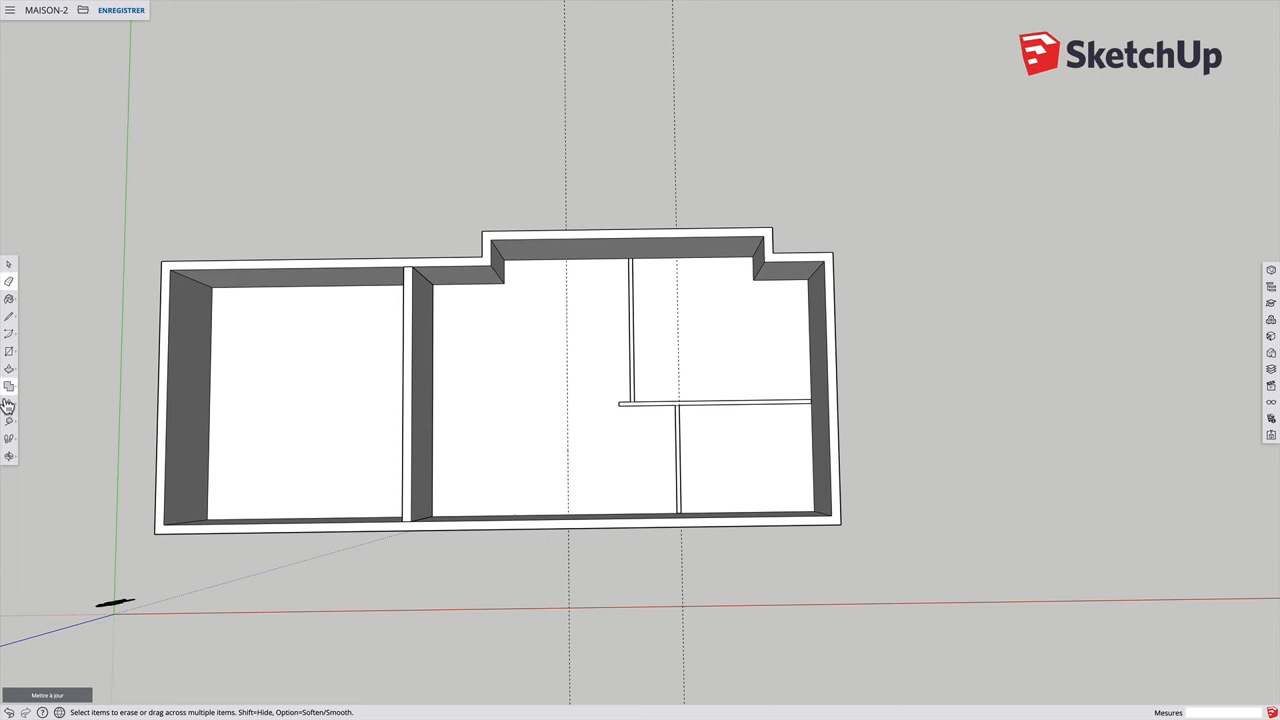 MAISON-2
ENREGISTRER
SketchUp
Mettre à jour
Select items to erase or drag across multiple items. Shift=Hide, Option=Soften/Smooth.
Mesures